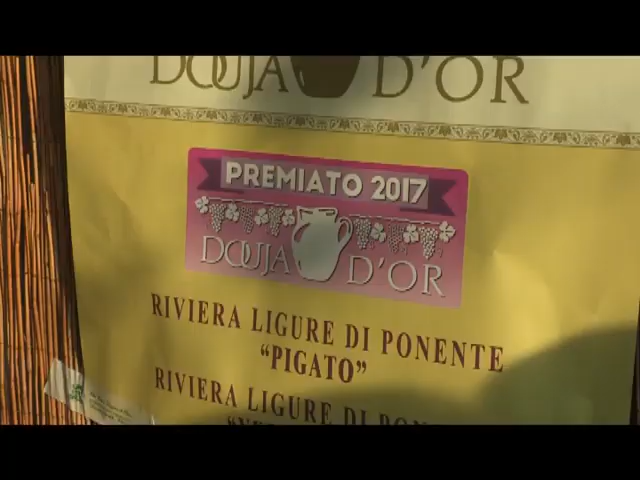 DOUJA D'OR
PREMIATO 2017
DOUJA D'OR
RIVIERA LIGURE DI PONENTE
"PIGATO"
RIVIERA LIGURE DI